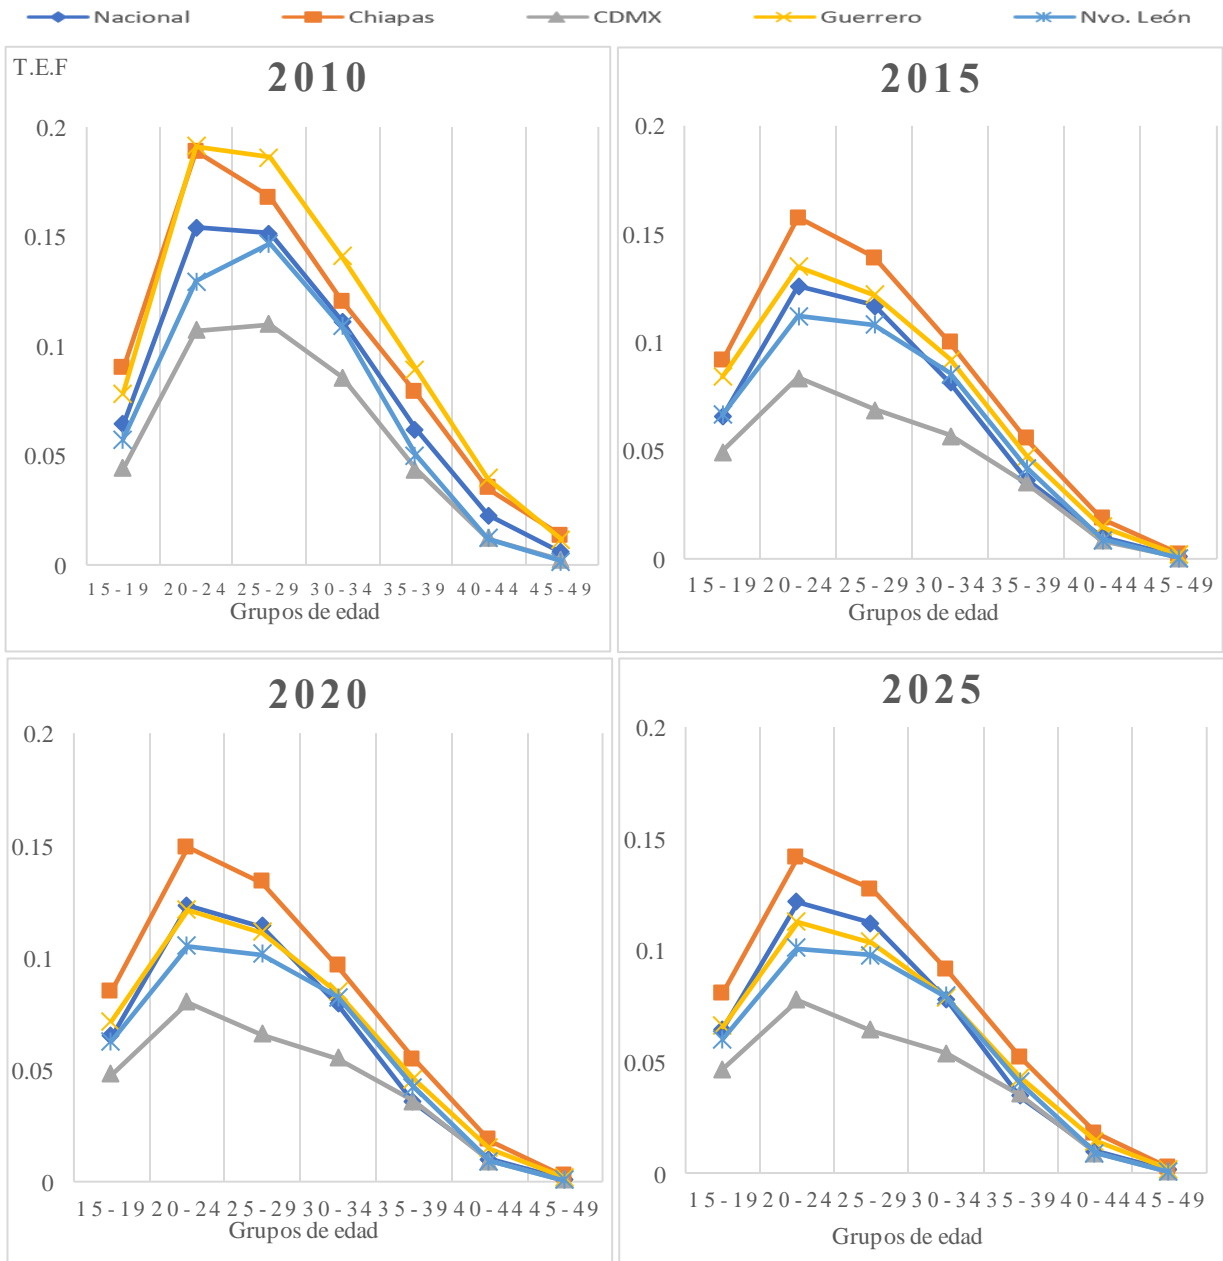 Nacional Chiapas CDMX Guerrero Nvo. León
T.E.F
2010
0.2
0.15
0.1
0.05
0
15-19 20-24 25-29 30-34 35-39 40-44 45-49
Grupos de edad
2015
0.2
0.15
0.1
0.05
0
15-19 20-24 25-29 30-34 35-39 40-44 45-49
Grupos de edad
2020
0.2
0.15
0.1
0.05
0
15-19 20-24 25-29 30-34 35-39 40-44 45-49
Grupos de edad
2025
0.2
0.15
0.1
0.05
0
15-19 20-24 25-29 30-34 35-39 40-44 45-49
Grupos de edad